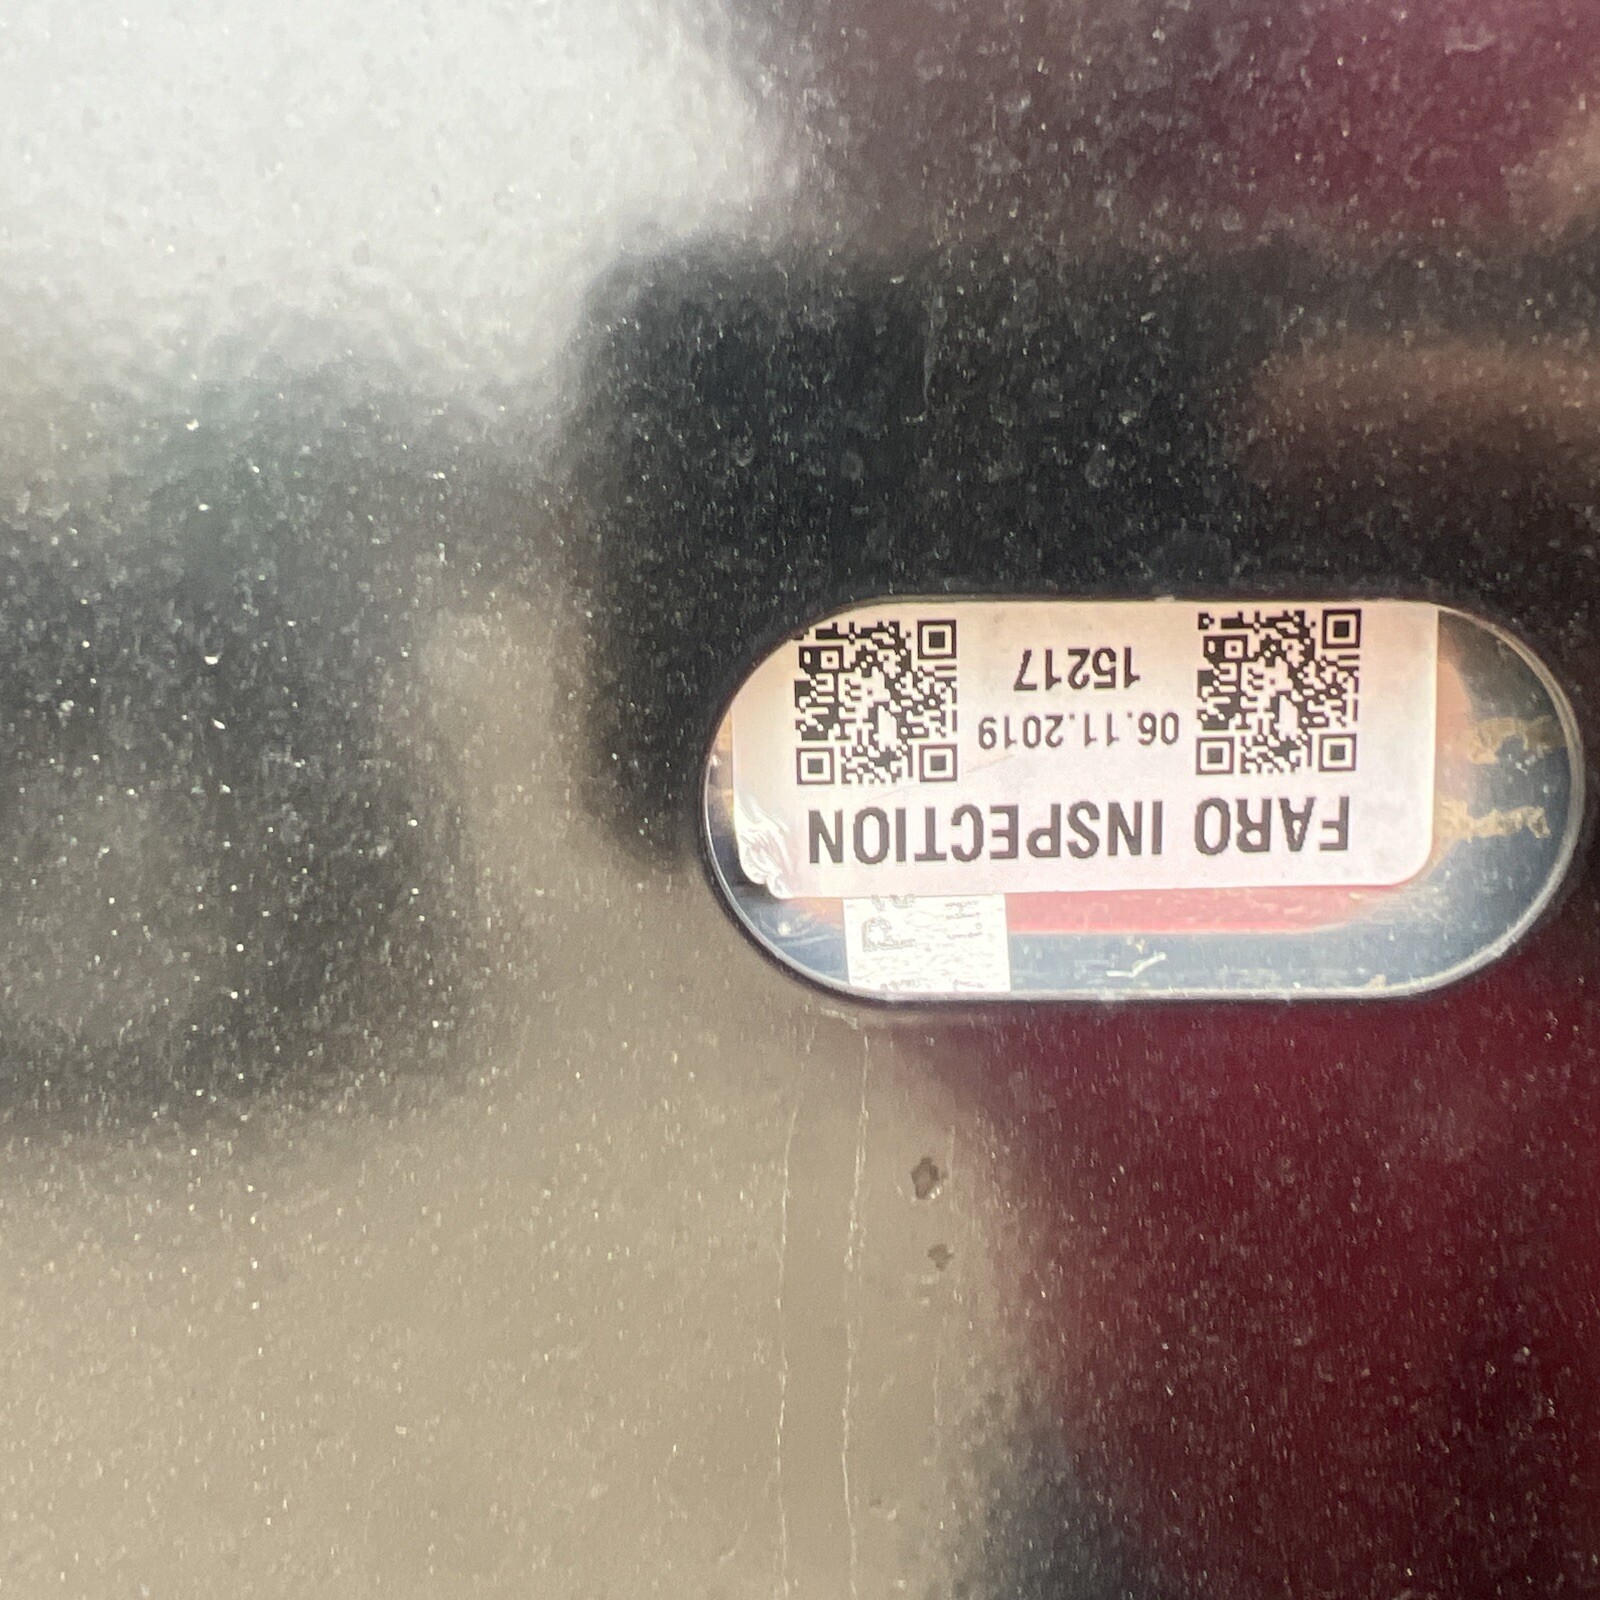 FARO INSPECTION
06.11.2019
15217